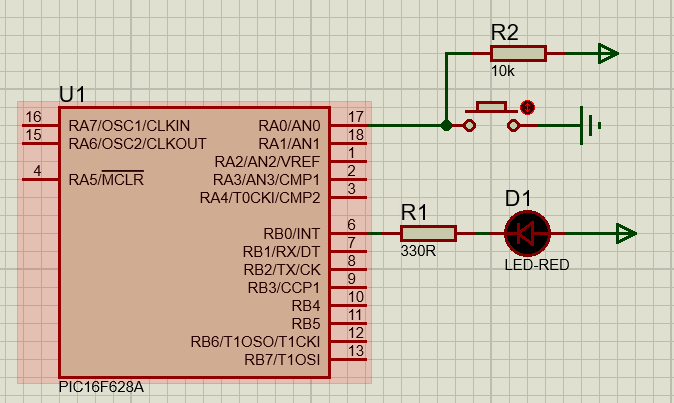 R2
10k
U1
16 RA7/OSC1/CLKIN RA0/AN0 17
15 RA6/OSC2/CLKOUT RA1/AN1 18
RA2/AN2/VREF 1
4 RA5/MCLR RA3/AN3/CMP1 2
RA4/T0CKI/CMP2 3
R1 D1
RB0/INT 6
330R
RB1/RX/DT 7
LED-RED
RB2/TX/CK 8
RB3/CCP1 9
RB4 10
RB5 11
RB6/T1OSO/T1CKI 12
RB7/T1OSI 13
PIC16F628A